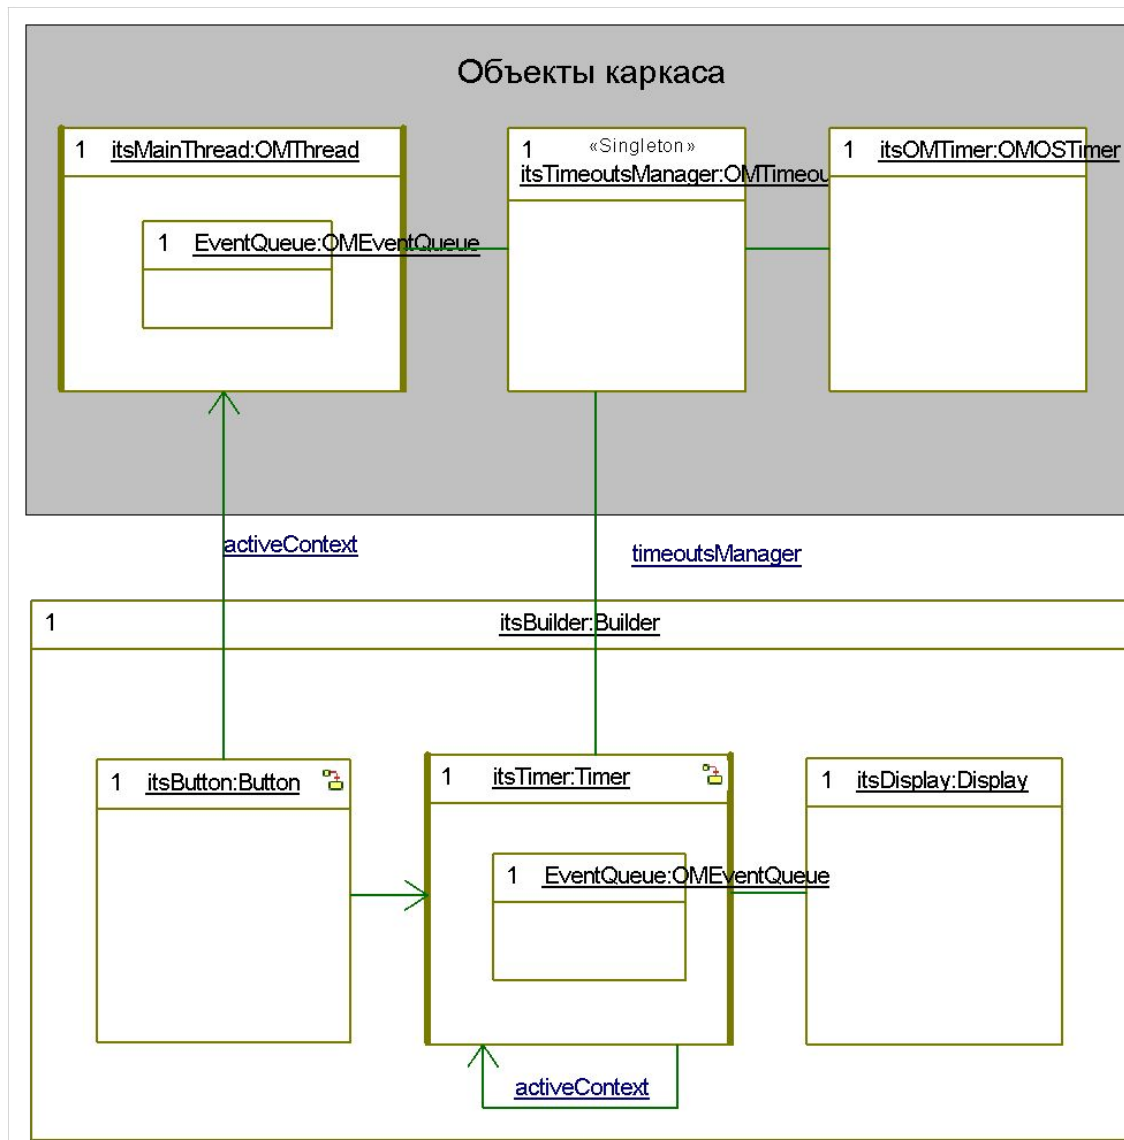 Объекты каркаса
1 itsMainThread:OMThread
1 «Singleton»
itsTimeoutsManager:OMTimeou
1 itsOMTimer:OMOSTimer
1 EventQueue:OMEventQueue
activeContext
timeoutsManager
1 itsBuilder:Builder
1 itsButton:Button
1 itsTimer:Timer
1 itsDisplay:Display
1 EventQueue:OMEventQueue
activeContext